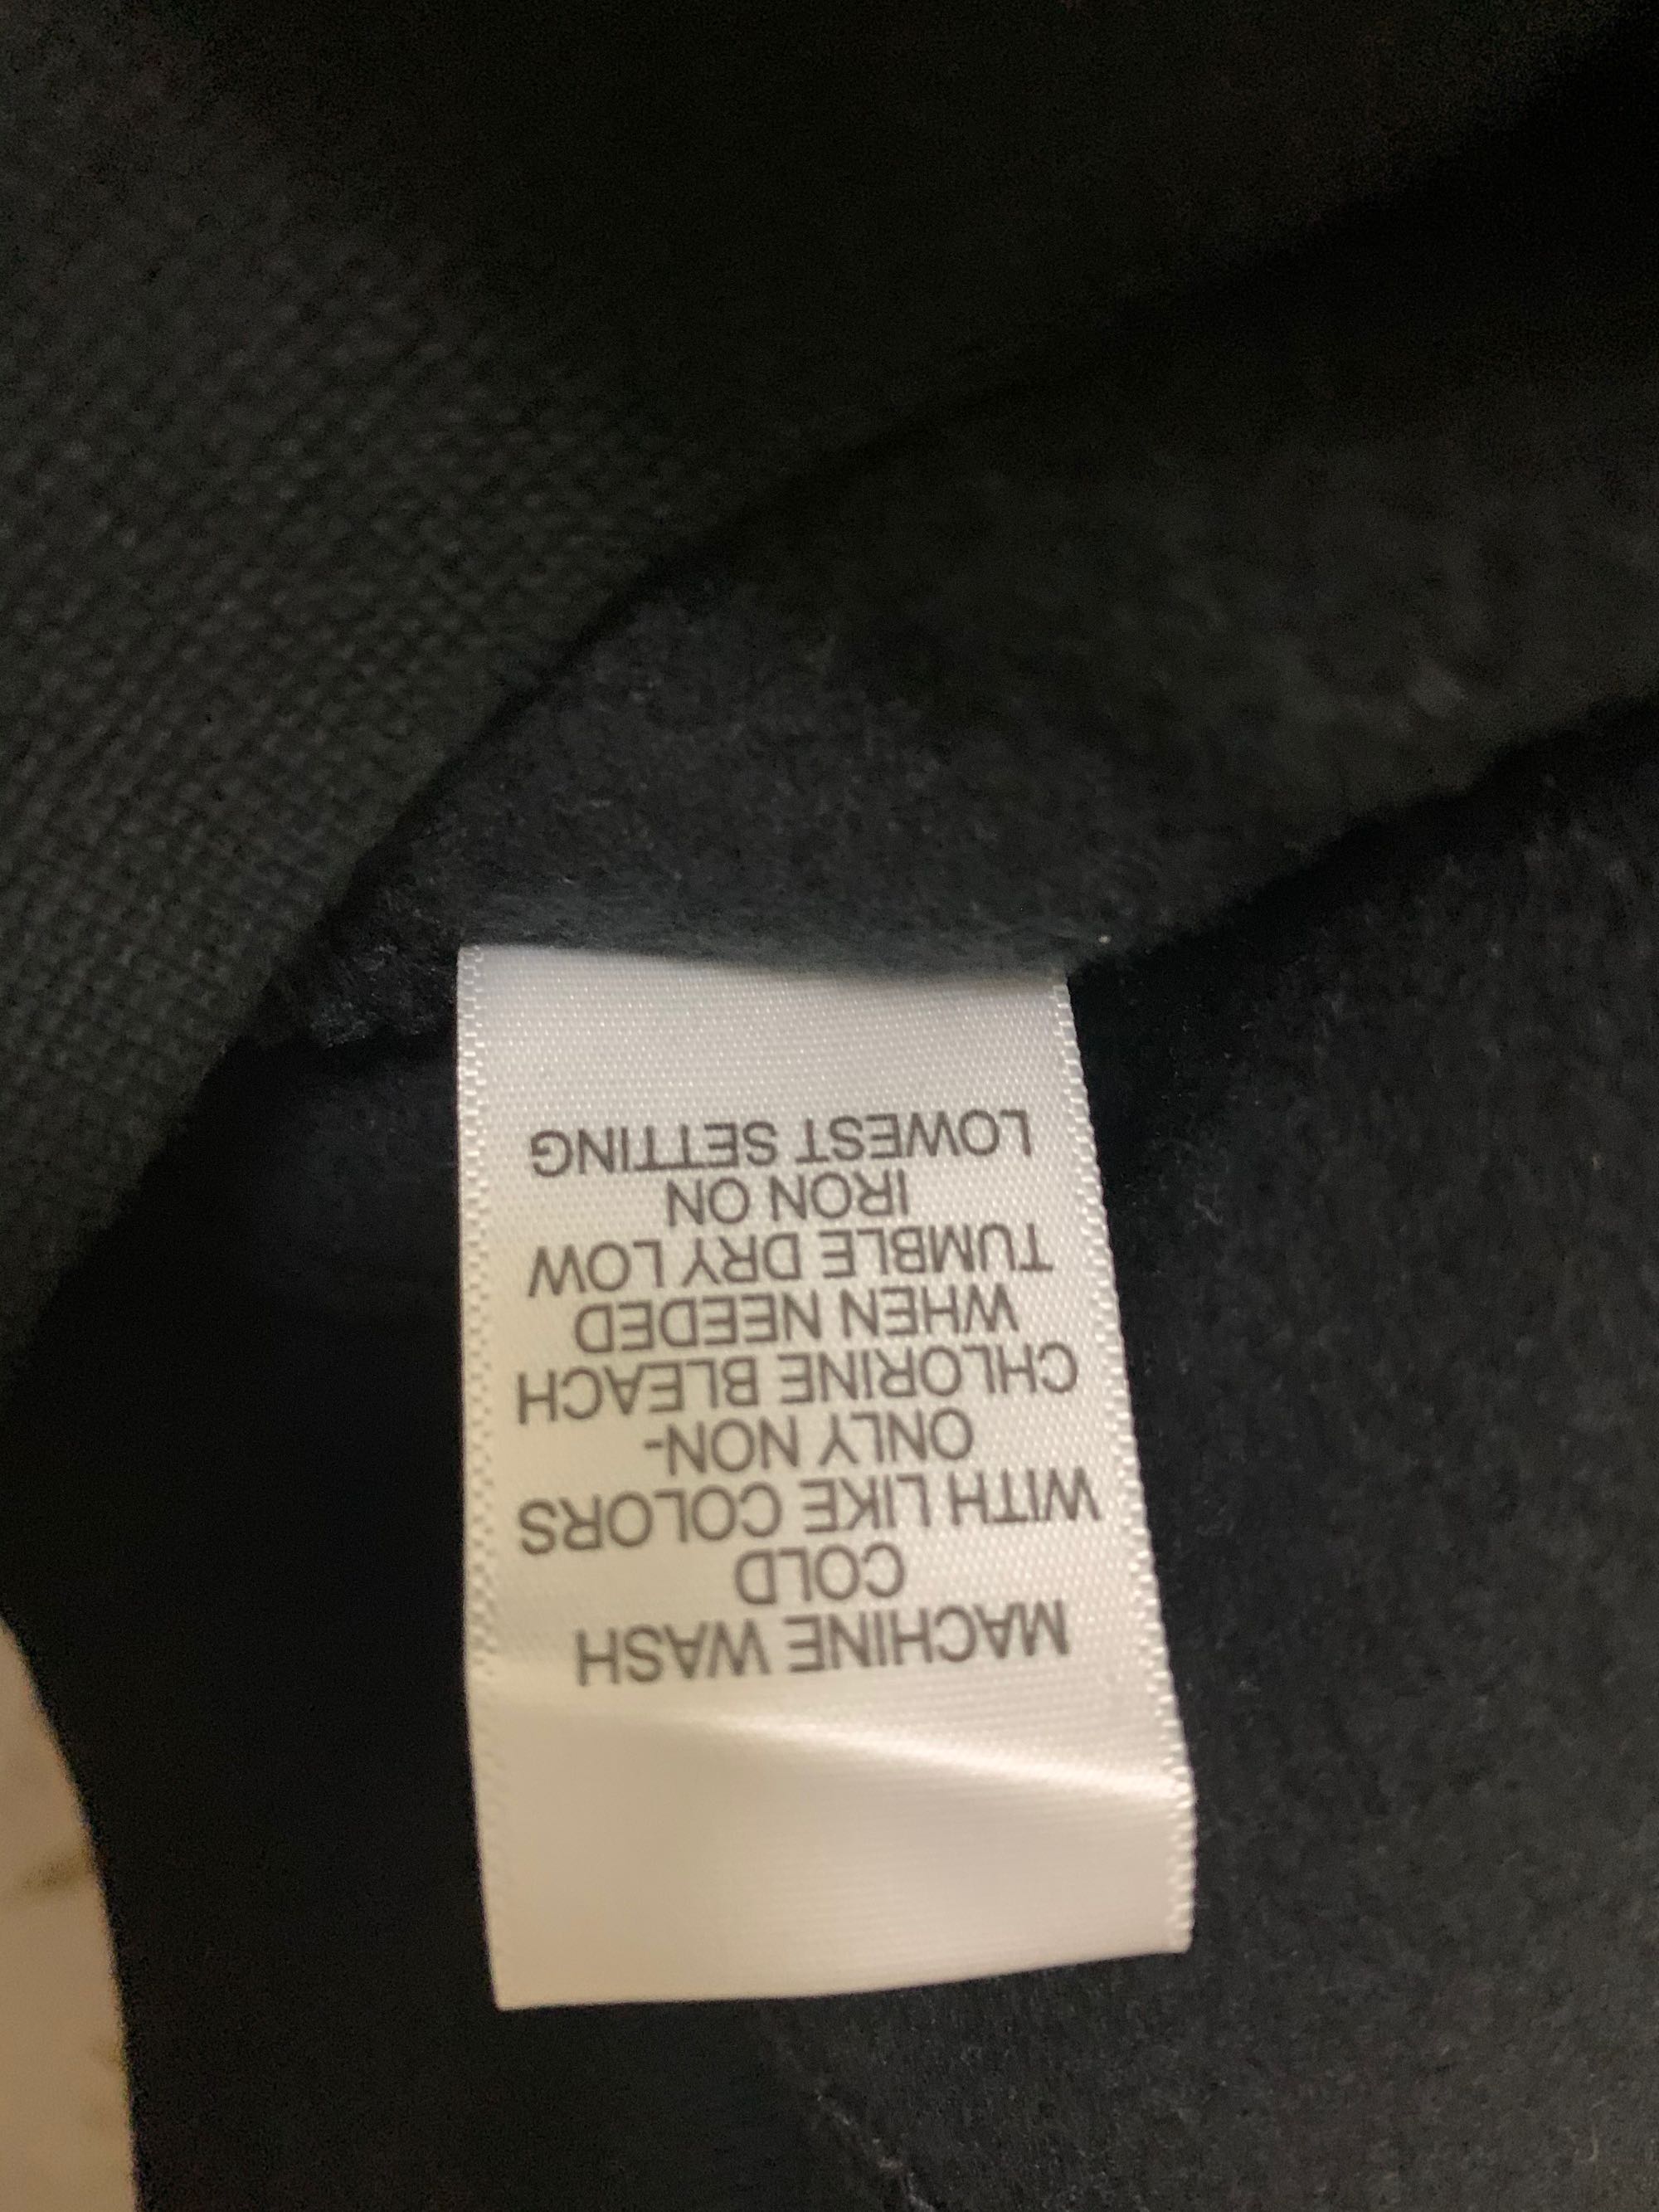 MACHINE WASH
COLD
WITH LIKE COLORS
ONLY NON-
CHLORINE BLEACH
WHEN NEEDED
TUMBLE DRY LOW
IRON ON
LOWEST SETTING